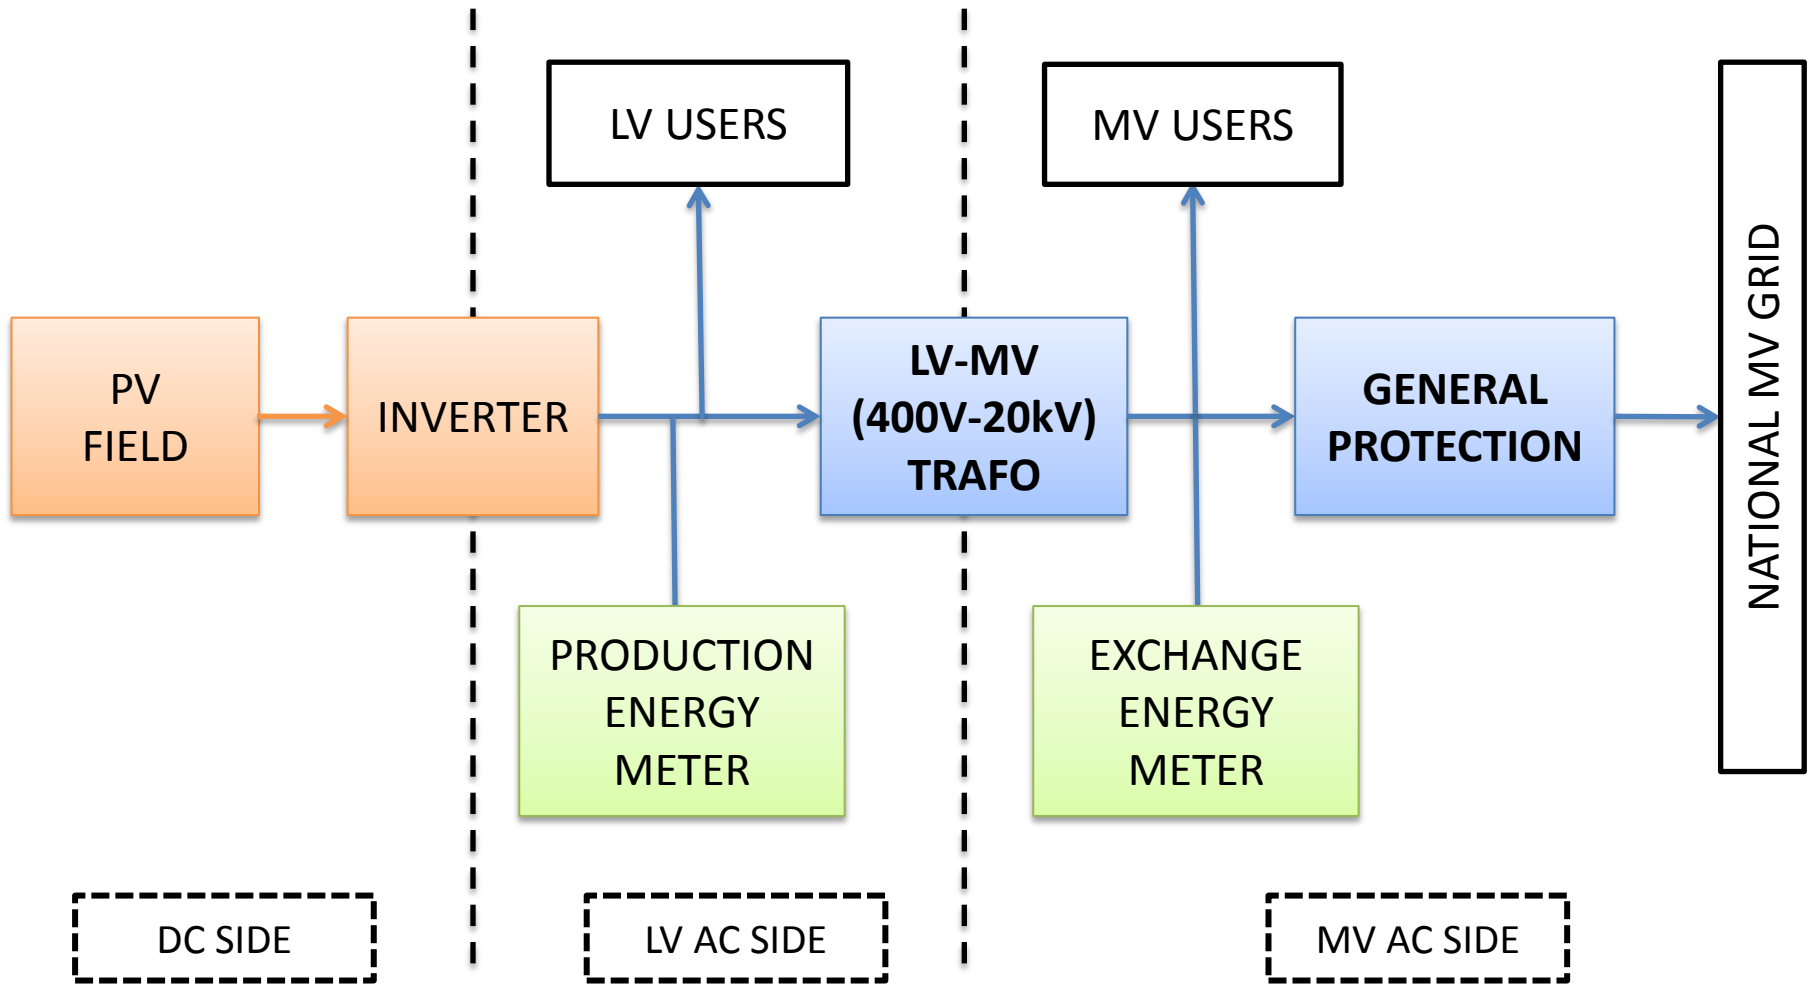 LV USERS
MV USERS
PV
FIELD
INVERTER
LV-MV
(400V-20kV)
TRAFO
GENERAL
PROTECTION
NATIONAL MV GRID
PRODUCTION
ENERGY
METER
EXCHANGE
ENERGY
METER
DC SIDE
LV AC SIDE
MV AC SIDE